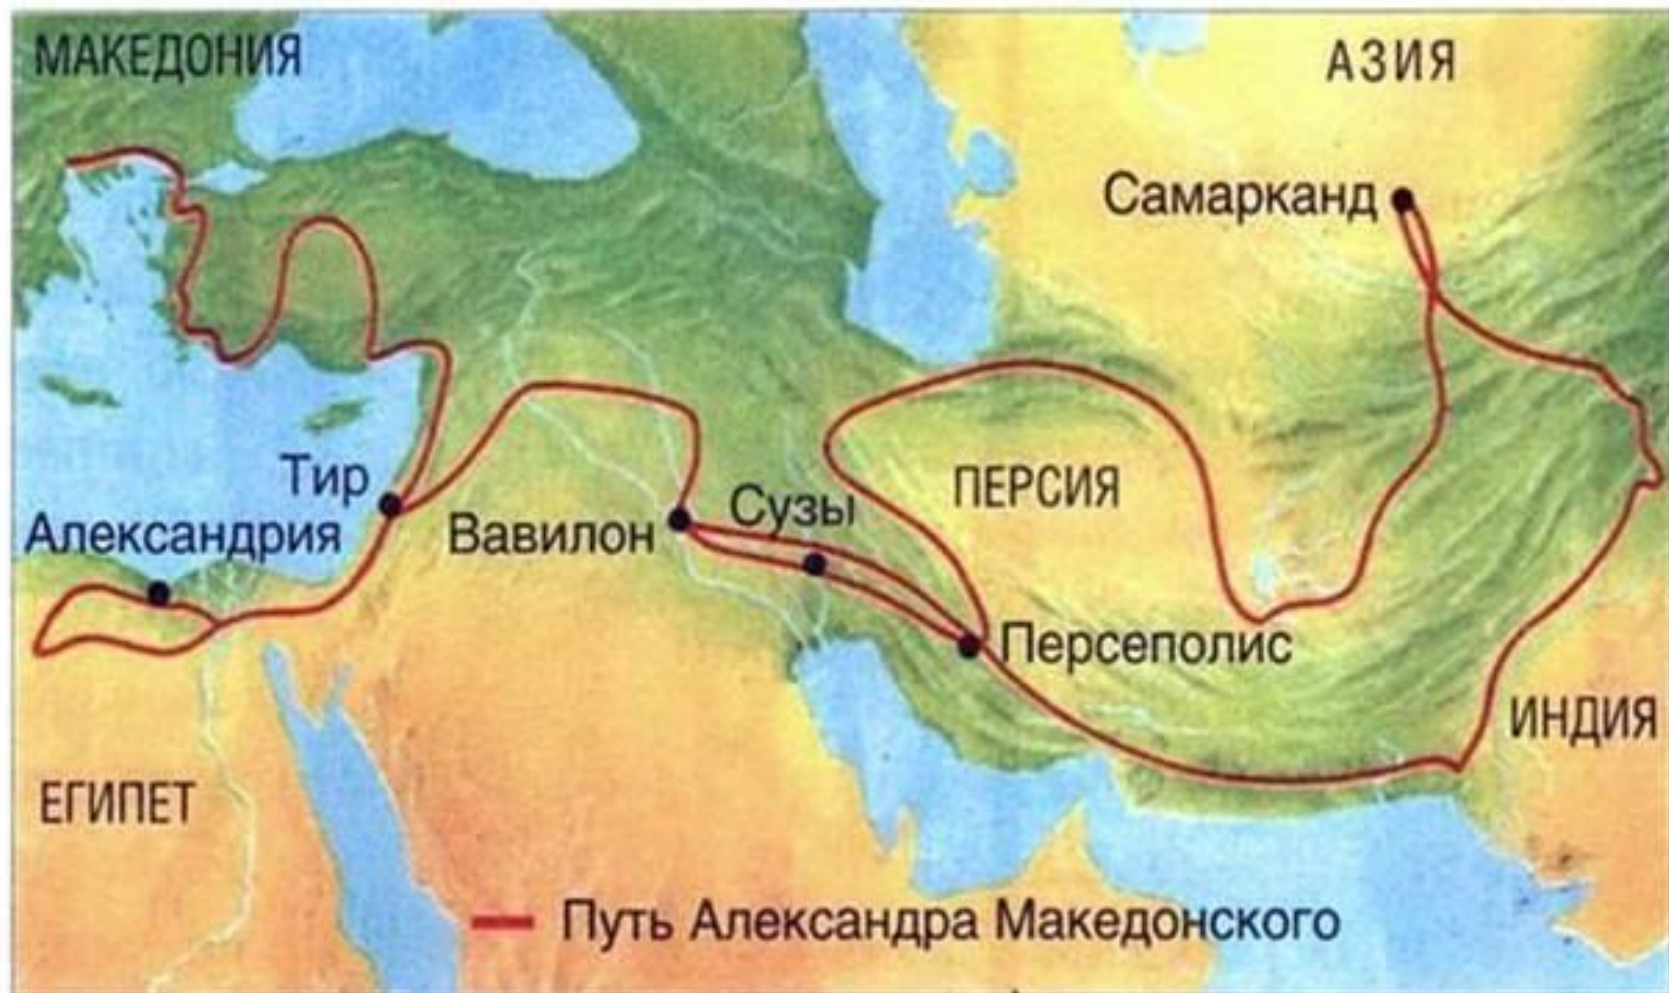 МАКЕДОНИЯ
АЗИЯ
Самарканд
Тир
ПЕРСИЯ
Сузы
Александрия
Вавилон
Персеполис
ИНДИЯ
ЕГИПЕТ
Путь Александра Македонского